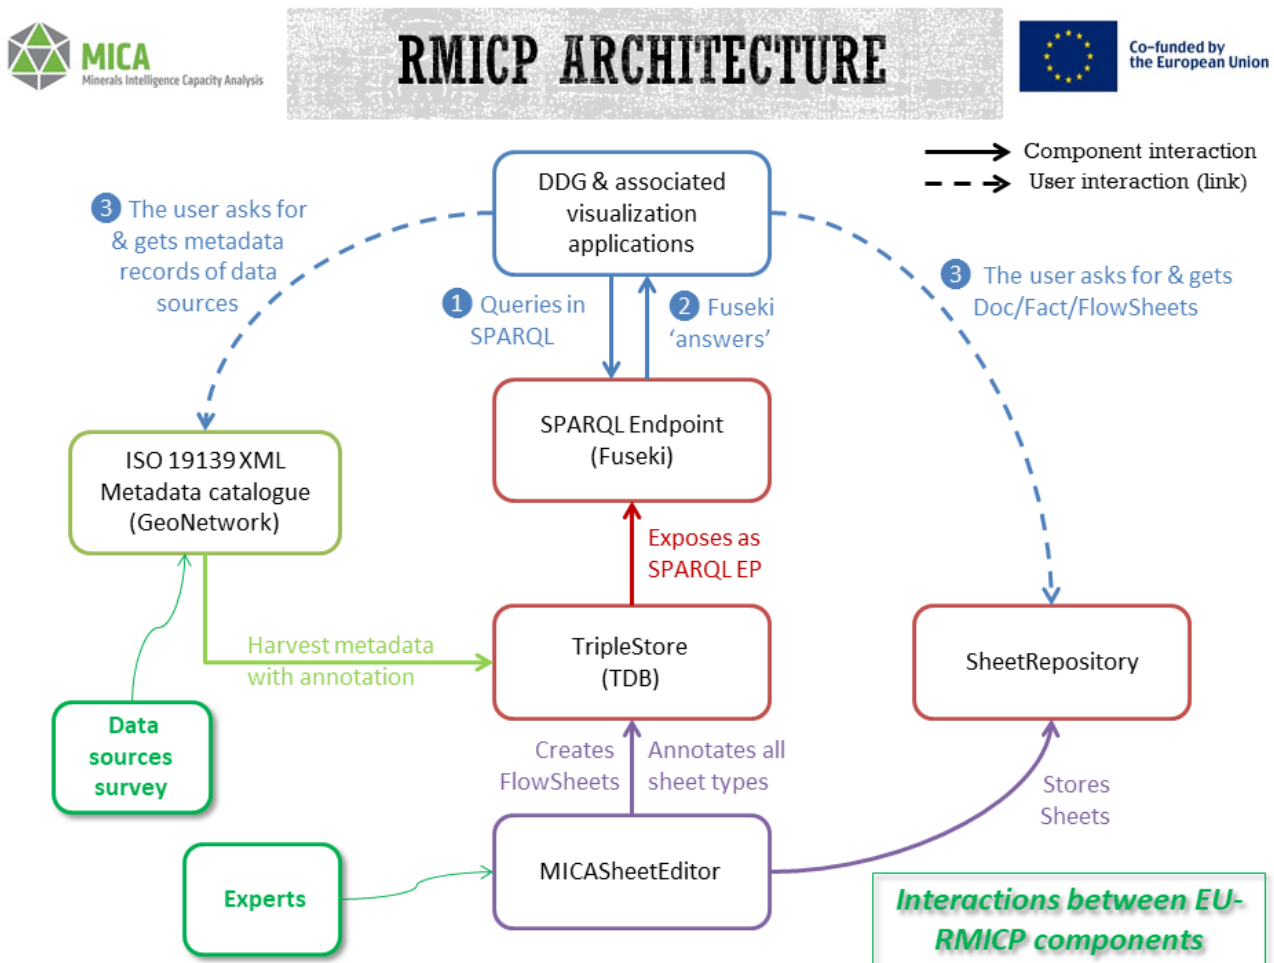 MICA
Minerals Intelligence Capacity Analysis
RMICP ARCHITECTURE
Co-funded by
the European Union
Component interaction
User interaction (link)
DDG & associated
visualization
applications
3 The user asks for
& gets metadata
records of data
sources
3 The user asks for & gets
Doc/Fact/FlowSheets
1 Queries in
SPARQL
2 Fuseki
‘answers’
SPARQL Endpoint
(Fuseki)
ISO 19139 XML
Metadata catalogue
(GeoNetwork)
Exposes as
SPARQL EP
Harvest metadata
with annotation
TripleStore
(TDB)
SheetRepository
Data
sources
survey
Creates
FlowSheets
Annotates all
sheet types
Stores
Sheets
MICASheetEditor
Experts
Interactions between EU-
RMICP components